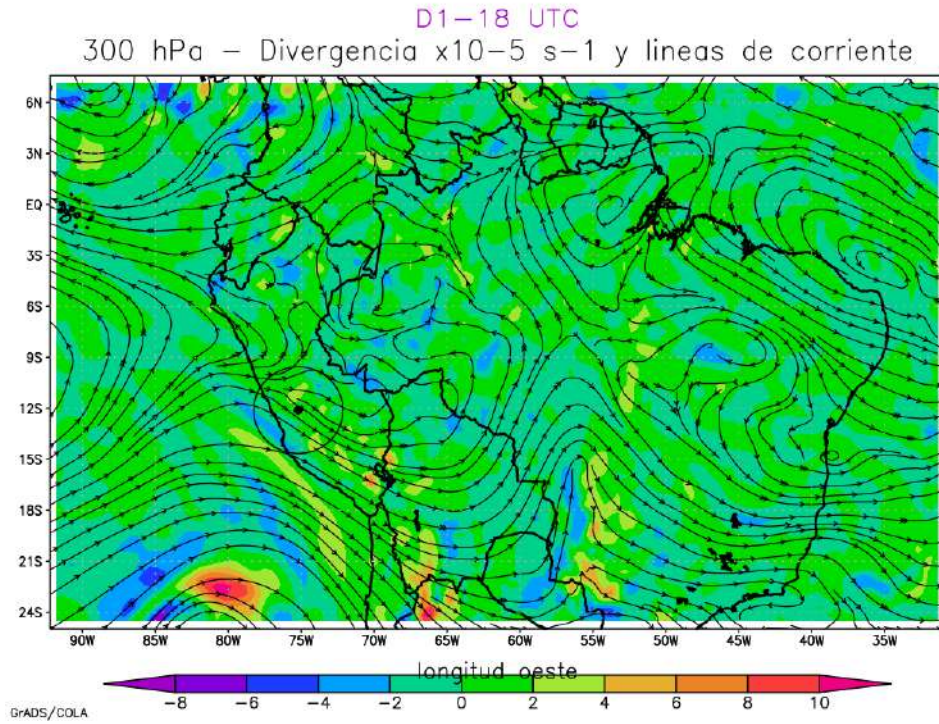 D1-18 UTC
300 hPa - Divergencia x10-5 s-1 y lineas de corriente
6N
3N
EQ
3S
6S
9S
12S
15S
18S
21S
24S
90W 85W 80W 75W 70W 65W 60W 55W 50W 45W 40W 35W
longitud oeste
-8 -6 -4 -2 0 2 4 6 8 10
GrADS/COLA